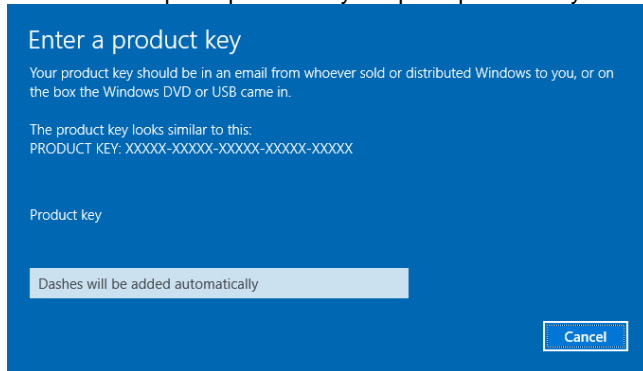 Enter a product key
Your product key should be in an email from whoever sold or distributed Windows to you, or on
the box the Windows DVD or USB came in.
The product key looks similar to this:
PRODUCT KEY: XXXXX-XXXXX-XXXXX-XXXXX-XXXXX
Product key
Dashes will be added automatically
Cancel